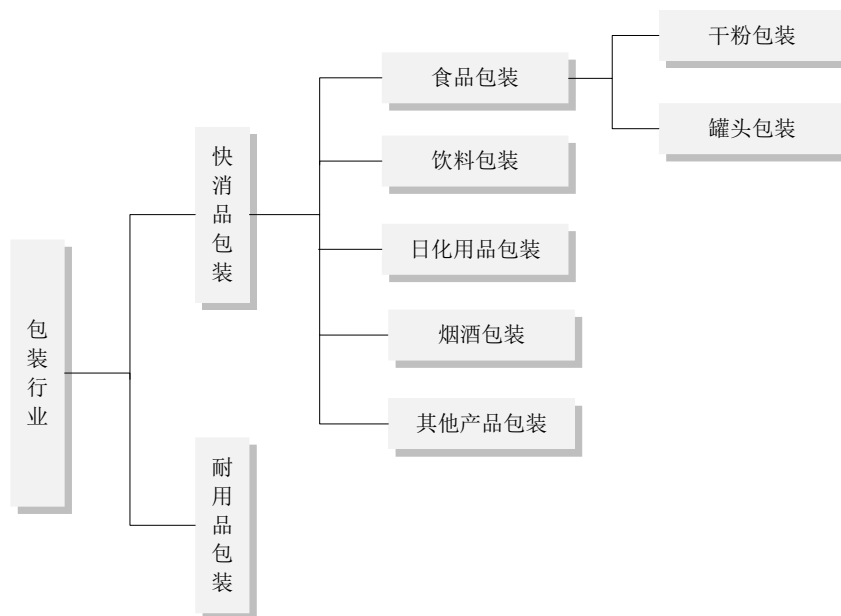 包装行业
快消品包装
耐用品包装
食品包装
饮料包装
日化用品包装
烟酒包装
其他产品包装
干粉包装
罐头包装